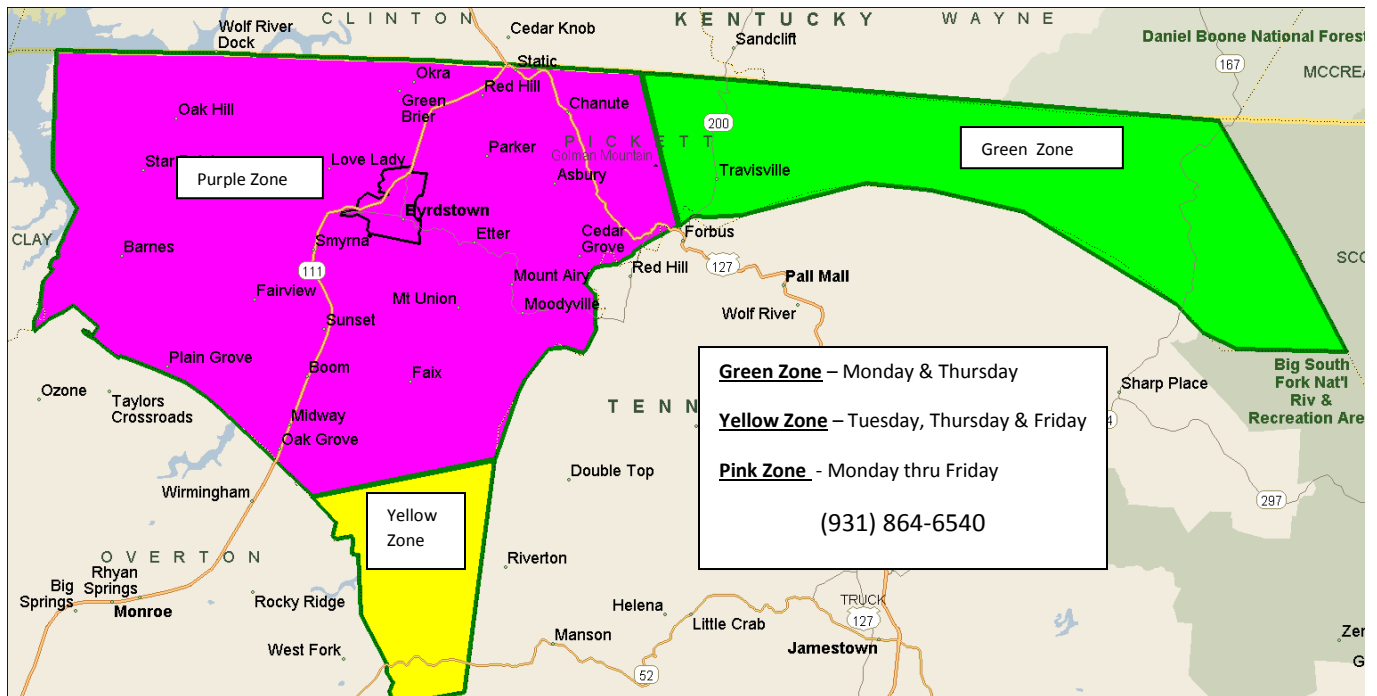 CLINTON
KENTUCKY
WAYNE
Wolf River
Dock
Cedar Knob
Sandclift
Daniel Boone National Forest
167
Static
Okra
Red Hill
Green
Brier
Chanute
Oak Hill
200
PICKETT
Green Zone
Parker
Golman Mountain
Love Lady
Purple Zone
Asbury
Travisville
Byrdstown
CLAY
Barnes
Smyrna
Etter
Cedar
Grove
Forbus
111
Red Hill
127
Pall Mall
Mount Airy
Fairview
Mt Union
Moodyville
Wolf River
Sunset
Plain Grove
Boom
Faix
Ozone
Taylors
Crossroads
Midway
Oak Grove
Green Zone – Monday & Thursday
Yellow Zone – Tuesday, Thursday & Friday
Pink Zone - Monday thru Friday
(931) 864-6540
Sharp Place
Big South
Fork Nat'l
Riv &
Recreation Are
Double Top
Wirmingham
297
Yellow
Zone
OVERTON
Riverton
Rhyan
Springs
Big
Springs
Monroe
Rocky Ridge
Helena
Little Crab
TRUCK
127
Manson
West Fork
Jamestown
52